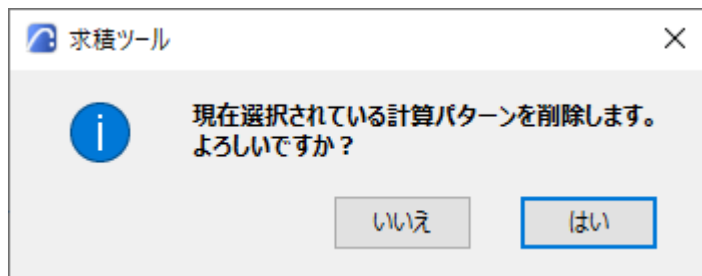 求積ツール
現在選択されている計算パターンを削除します。
よろしいですか？
いいえ
はい